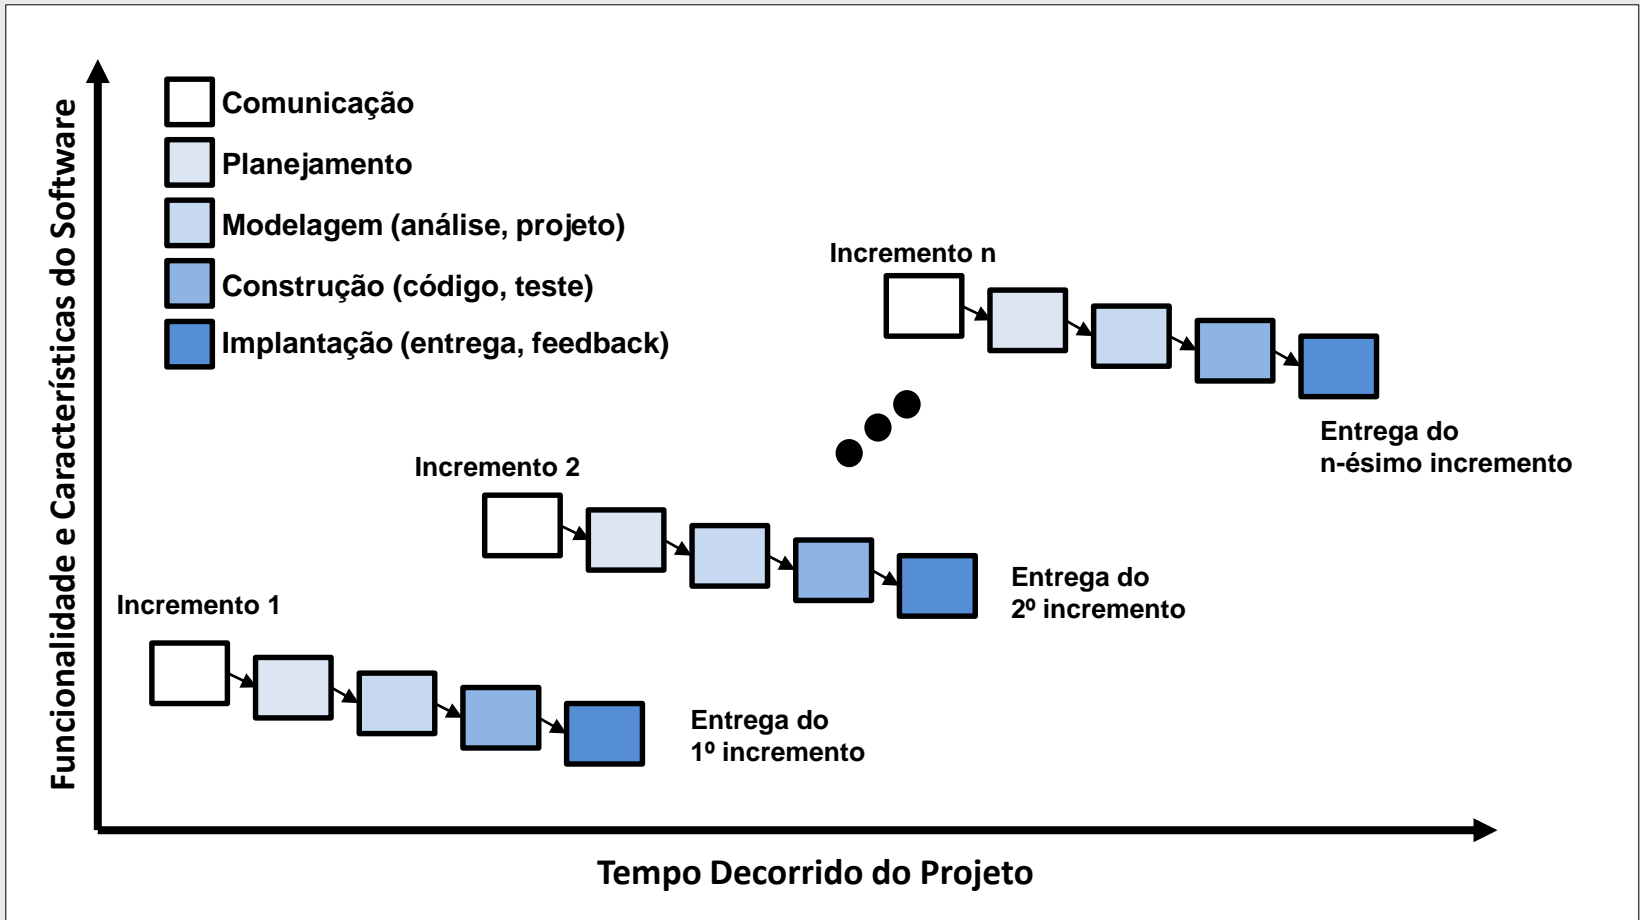 Funcionalidade e Características do Software
Comunicação
Planejamento
Modelagem (análise, projeto)
Construção (código, teste)
Implantação (entrega, feedback)
Incremento n
Entrega do
n-ésimo incremento
Incremento 2
Entrega do
2º incremento
Incremento 1
Entrega do
1º incremento
Tempo Decorrido do Projeto